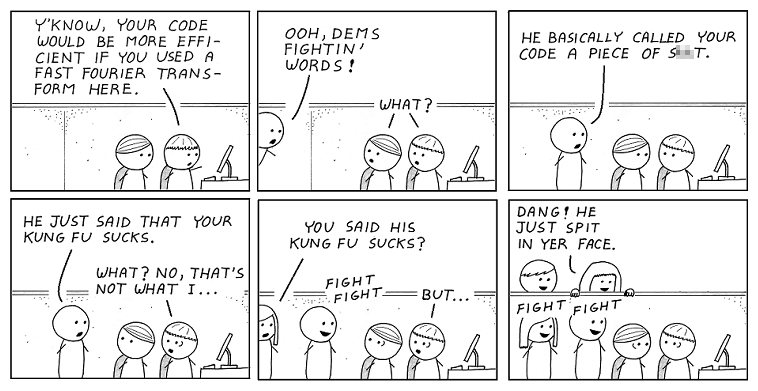 Y'KNOW, YOUR CODE
WOULD BE MORE EFFI-
CIENT IF YOU USED A
FAST FOURIER TRANS-
FORM HERE.
OOH, DEMS
FIGHTIN'
WORDS!
WHAT?
HE BASICALLY CALLED YOUR
CODE A PIECE OF S T.
HE JUST SAID THAT YOUR
KUNG FU SUCKS.
WHAT? NO, THAT'S
NOT WHAT I...
YOU SAID HIS
KUNG FU SUCKS?
FIGHT
FIGHT
BUT...
DANG! HE
JUST SPIT
IN YER FACE.
FIGHT FIGHT